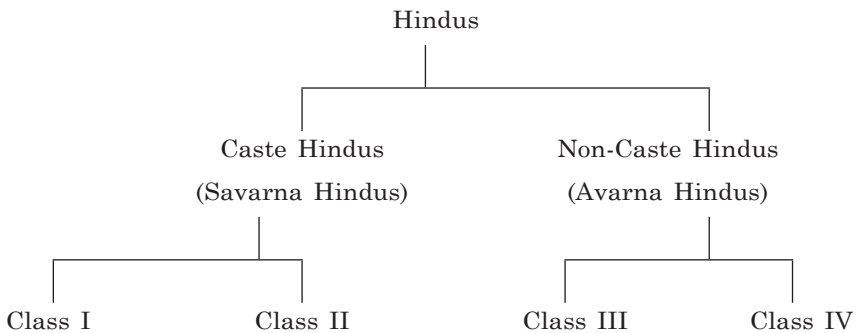 Hindus
Caste Hindus Non-Caste Hindus
(Savarna Hindus) (Avarna Hindus)
Class I Class II Class III Class IV